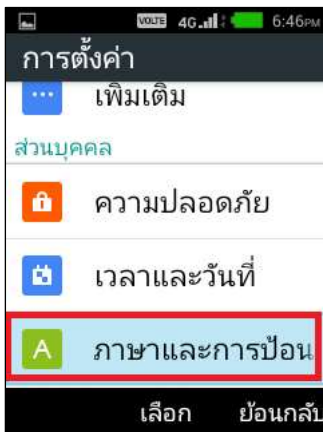 VOLTE 4G 6:46PM
การตั้งค่า
เพิ่มเติม
ส่วนบุคคล
ความปลอดภัย
เวลาและวันที่
A ภาษาและการป้อน
เลือก ย้อนกลับ